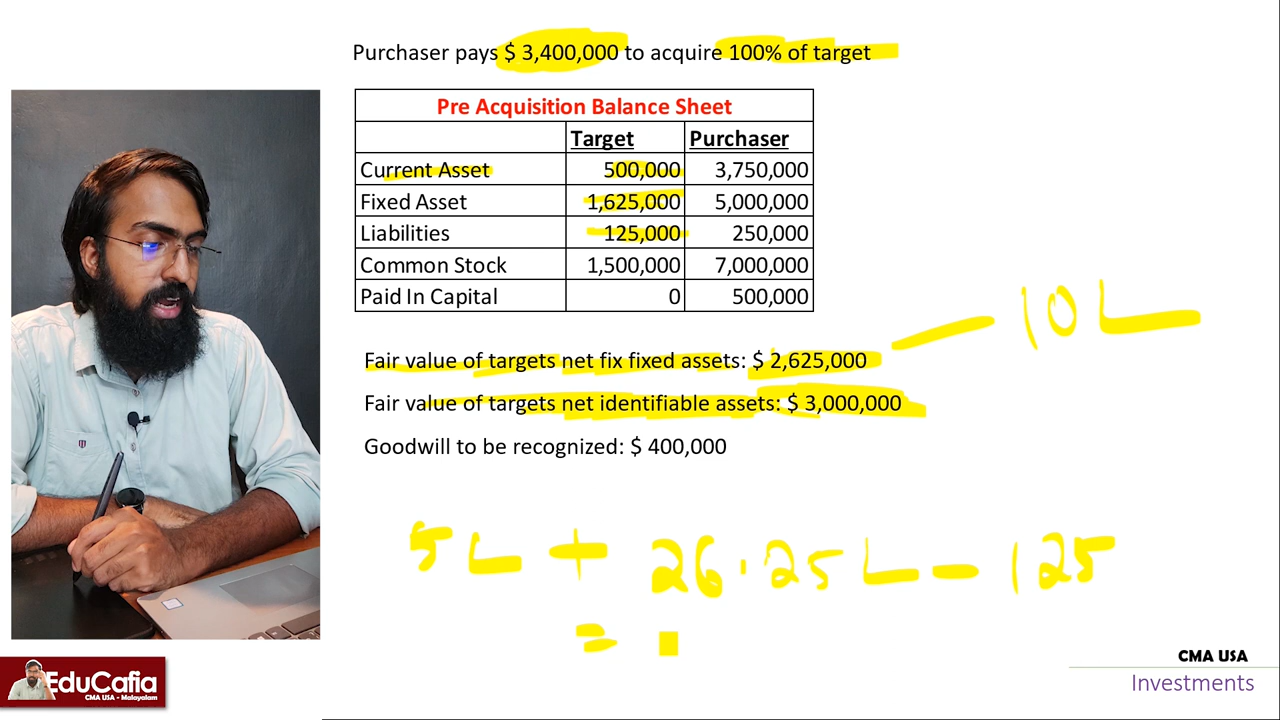 Purchaser pays $ 3,400,000 to acquire 100% of target
Pre Acquisition Balance Sheet
Target Purchaser
Current Asset 500,000 3,750,000
Fixed Asset 1,625,000 5,000,000
Liabilities 125,000 250,000
Common Stock 1,500,000 7,000,000
Paid In Capital 0 500,000
10 L
Fair value of targets net fix fixed assets: $ 2,625,000
Fair value of targets net identifiable assets: $ 3,000,000
Goodwill to be recognized: $ 400,000
5 L + 26.25 L - 125
=
CMA USA
Investments
EduCafia
CMA USA - Malayalam